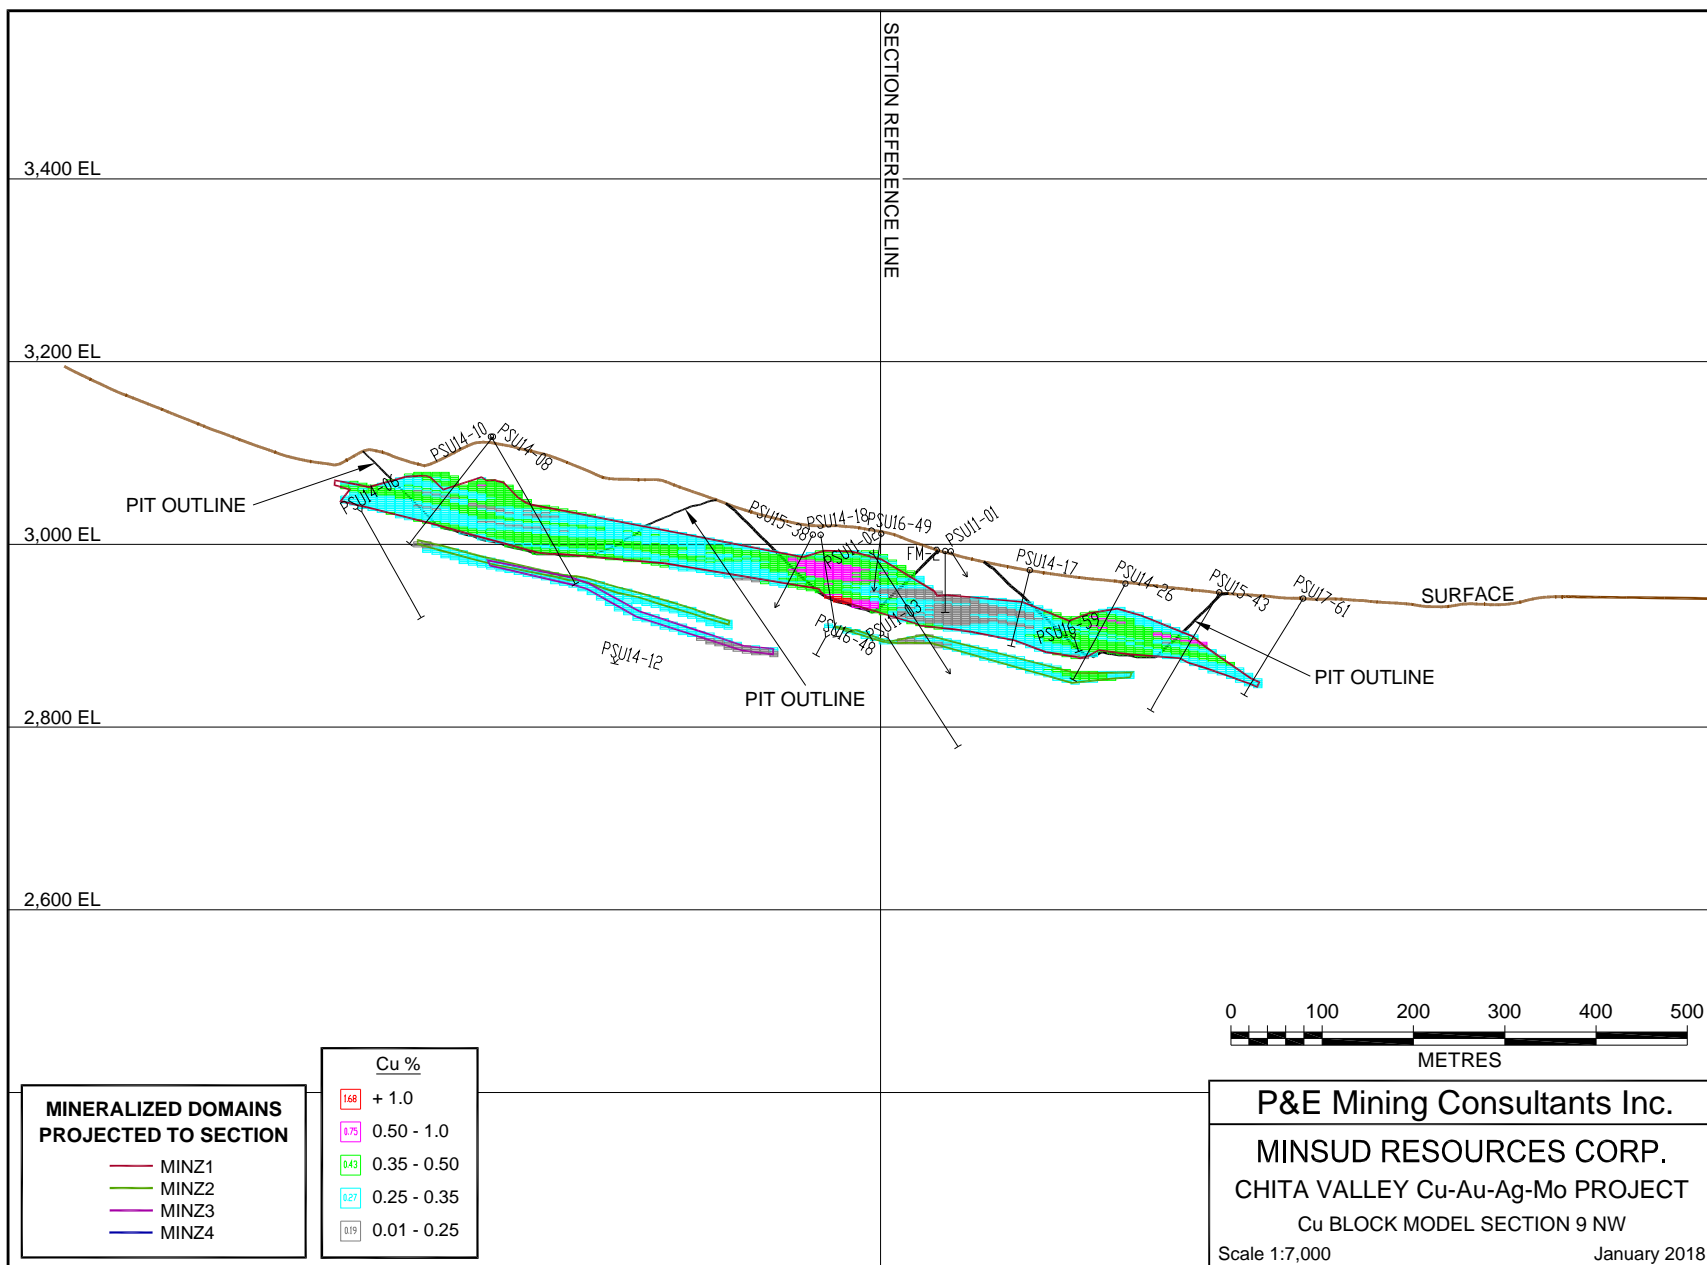 SECTION REFERENCE LINE
3,400 EL
3,200 EL
PSU14-10
PSU14-08
PIT OUTLINE
PSU14-06
3,000 EL
PSU15-38
PSU14-18
PSU16-49
PSU11-02
FM-2
PSU11-01
PSU14-17
PSU14-26
PSU15-43
PSU17-61
SURFACE
PSU16-59
PSU11-03
PSU16-48
PSU14-12
PIT OUTLINE
PIT OUTLINE
2,800 EL
2,600 EL
0 100 200 300 400 500
METRES
MINERALIZED DOMAINS
PROJECTED TO SECTION
MINZ1
MINZ2
MINZ3
MINZ4
Cu %
1.68 + 1.0
0.75 0.50 - 1.0
0.43 0.35 - 0.50
0.27 0.25 - 0.35
0.19 0.01 - 0.25
P&E Mining Consultants Inc.
MINSUD RESOURCES CORP.
CHITA VALLEY Cu-Au-Ag-Mo PROJECT
Cu BLOCK MODEL SECTION 9 NW
Scale 1:7,000 January 2018